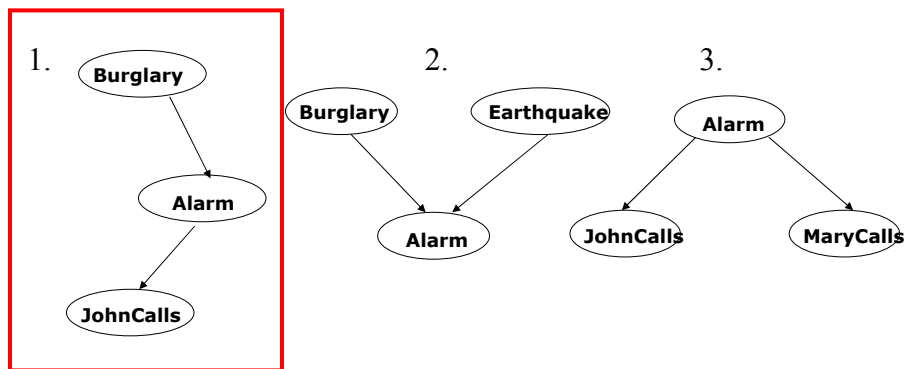 1.
Burglary
Alarm
JohnCalls
2.
Burglary
Earthquake
Alarm
3.
Alarm
JohnCalls
MaryCalls